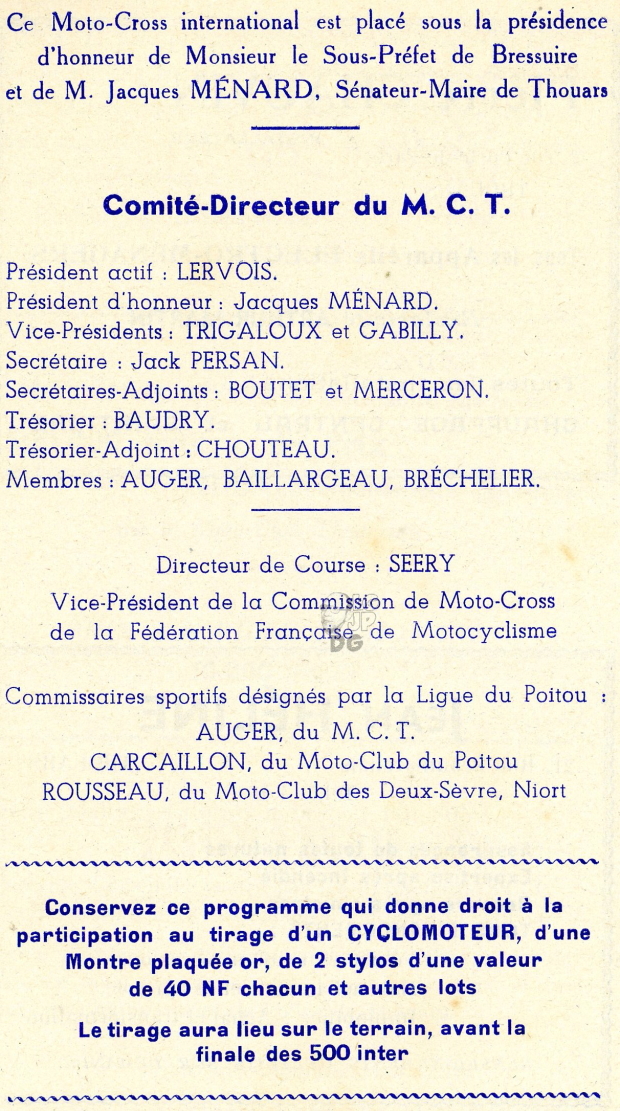 Ce Moto-Cross international est placé sous la présidence
d'honneur de Monsieur le Sous-Préfet de Bressuire
et de M. Jacques MÉNARD, Sénateur-Maire de Thouars
Comité-Directeur du M. C. T.
Président actif : LERVOIS.
Président d'honneur : Jacques MÉNARD.
Vice-Présidents : TRIGALOUX et GABILLY.
Secrétaire : Jack PERSAN.
Secrétaires-Adjoints : BOUTET et MERCERON.
Trésorier : BAUDRY.
Trésorier-Adjoint : CHOUTEAU.
Membres : AUGER, BAILLARGEAU, BRÉCHELIER.
Directeur de Course : SEERY
Vice-Président de la Commission de Moto-Cross
de la Fédération Française de Motocyclisme
Commissaires sportifs désignés par la Ligue du Poitou :
AUGER, du M. C. T.
CARCAILLON, du Moto-Club du Poitou
ROUSSEAU, du Moto-Club des Deux-Sèvre, Niort
Conservez ce programme qui donne droit à la
participation au tirage d'un CYCLOMOTEUR, d'une
Montre plaquée or, de 2 stylos d'une valeur
de 40 NF chacun et autres lots
Le tirage aura lieu sur le terrain, avant la
finale des 500 inter